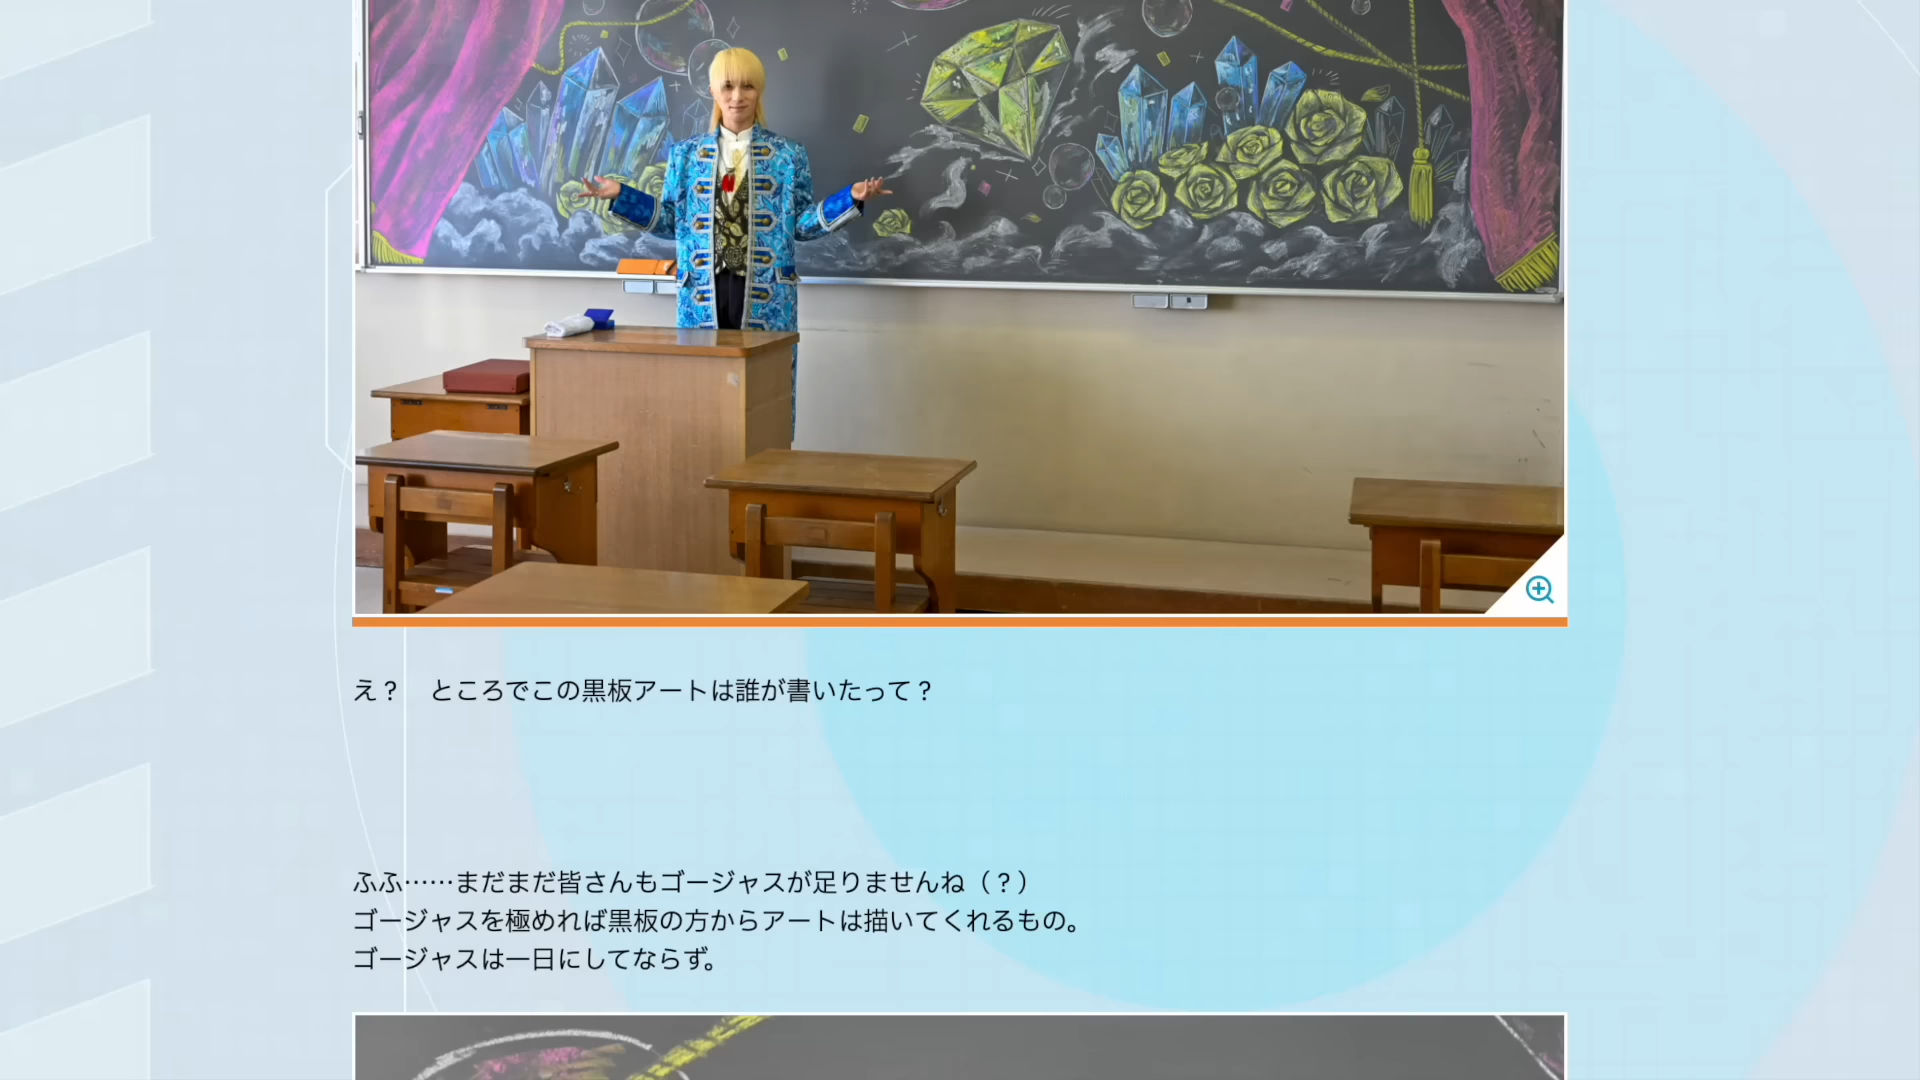 え？　ところでこの黒板アートは誰が書いたって？
ふふ……まだまだ皆さんもゴージャスが足りませんね（？）
ゴージャスを極めれば黒板の方からアートは描いてくれるもの。
ゴージャスは一日にしてならず。